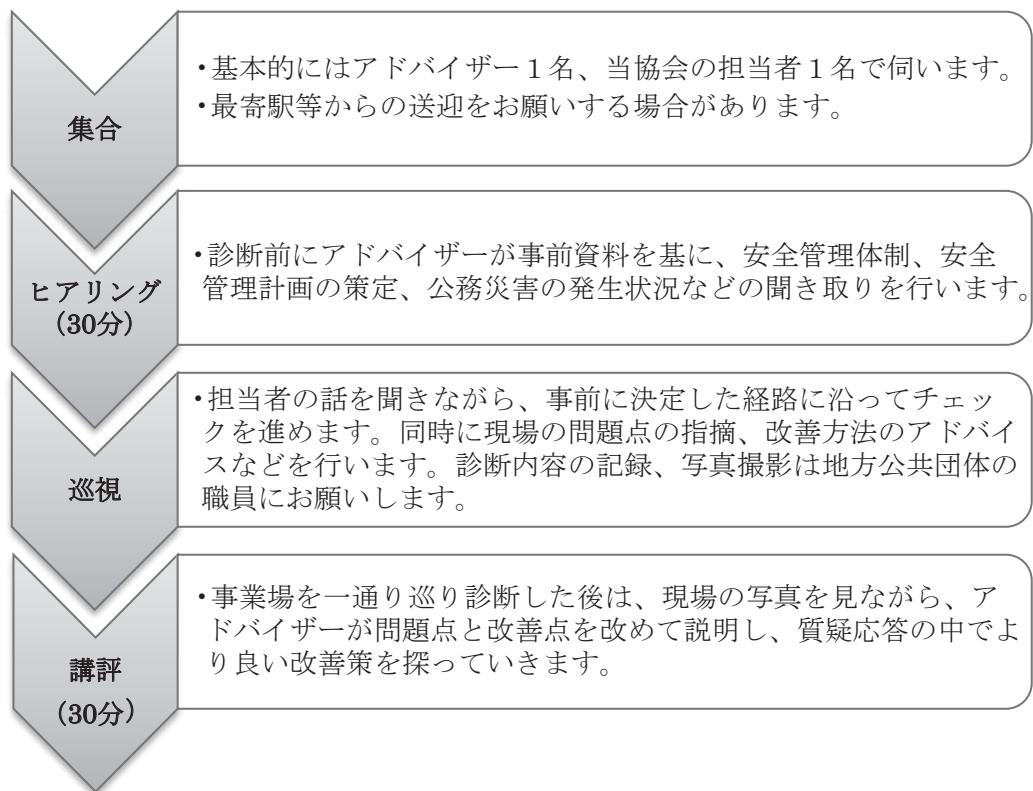 集合
・基本的にはアドバイザー１名、当協会の担当者１名で伺います。
・最寄駅等からの送迎をお願いする場合があります。
ヒアリング
（30分）
・診断前にアドバイザーが事前資料を基に、安全管理体制、安全
管理計画の策定、公務災害の発生状況などの聞き取りを行います。
巡視
・担当者の話を聞きながら、事前に決定した経路に沿ってチェッ
クを進めます。同時に現場の問題点の指摘、改善方法のアドバイ
スなどを行います。診断内容の記録、写真撮影は地方公共団体の
職員にお願いします。
講評
（30分）
・事業場を一通り巡り診断した後は、現場の写真を見ながら、ア
ドバイザーが問題点と改善点を改めて説明し、質疑応答の中でよ
り良い改善策を探っていきます。